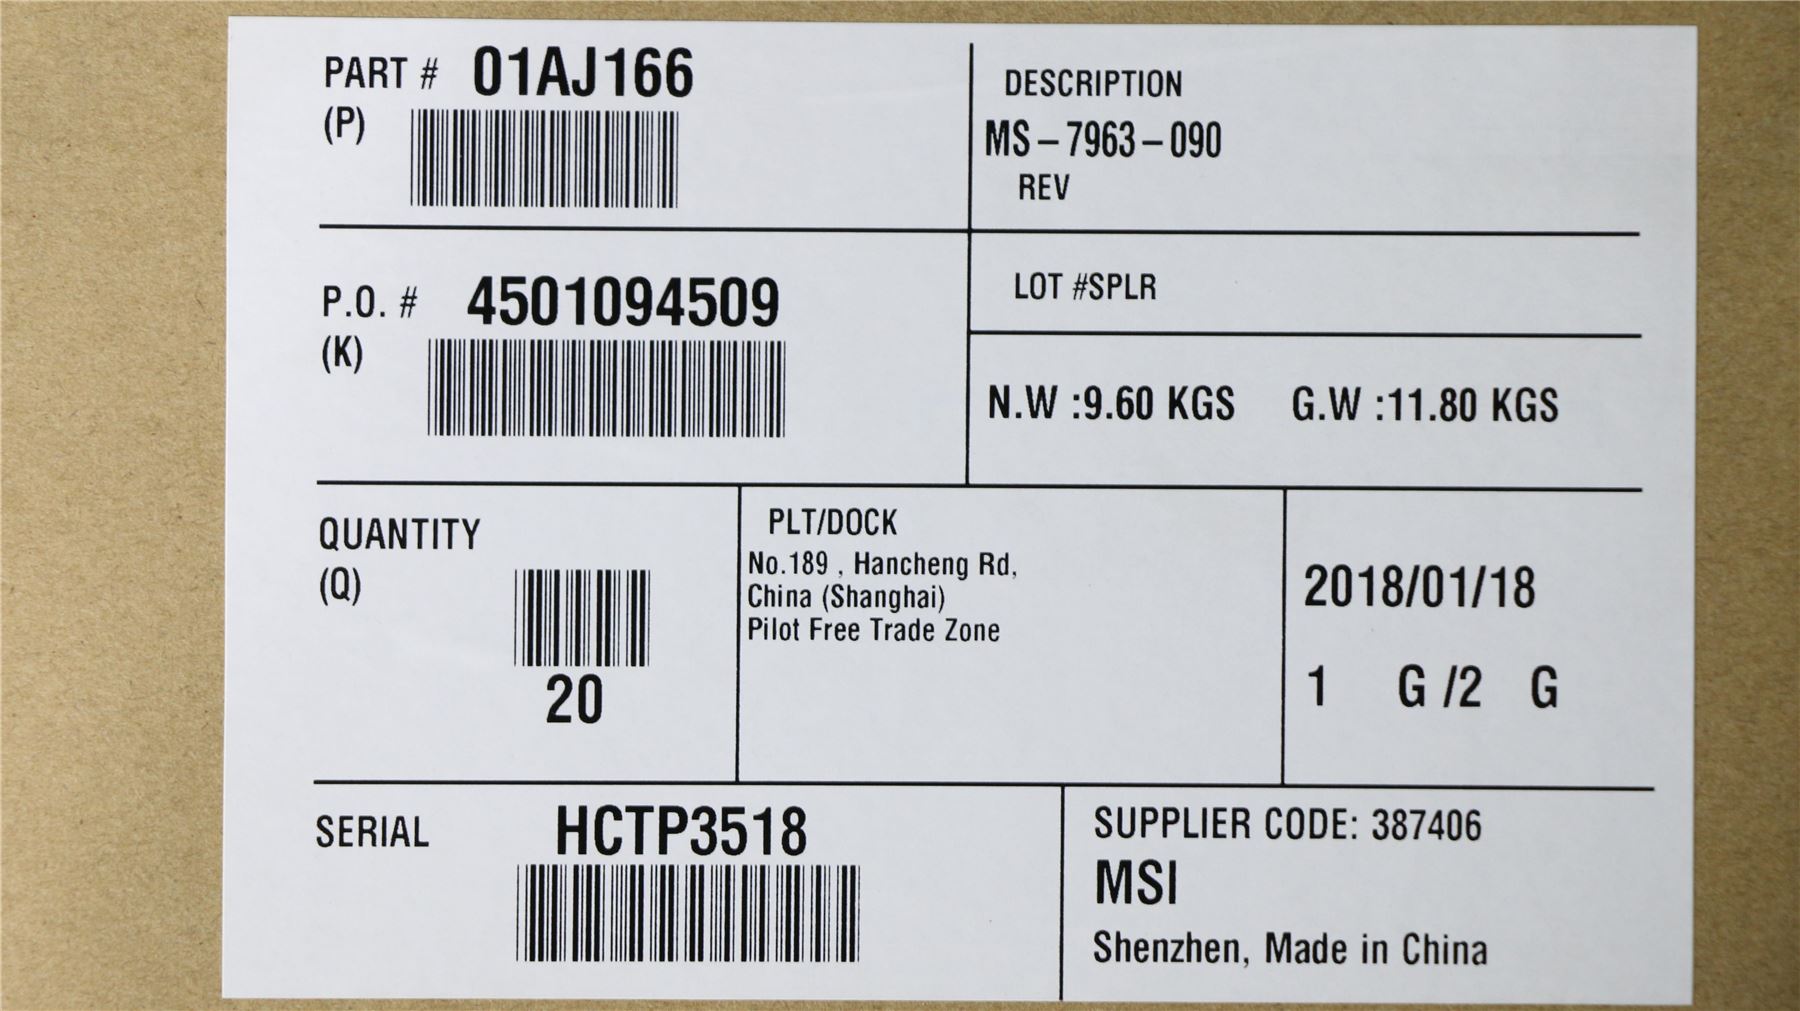 PART # 01AJ166
(P)
DESCRIPTION
MS-7963-090
REV
P.O. # 4501094509
(K)
LOT #SPLR
N.W :9.60 KGS G.W :11.80 KGS
QUANTITY
(Q)
20
PLT/DOCK
No.189 , Hancheng Rd,
China (Shanghai)
Pilot Free Trade Zone
2018/01/18
1 G /2 G
SERIAL HCTP3518
SUPPLIER CODE: 387406
MSI
Shenzhen, Made in China